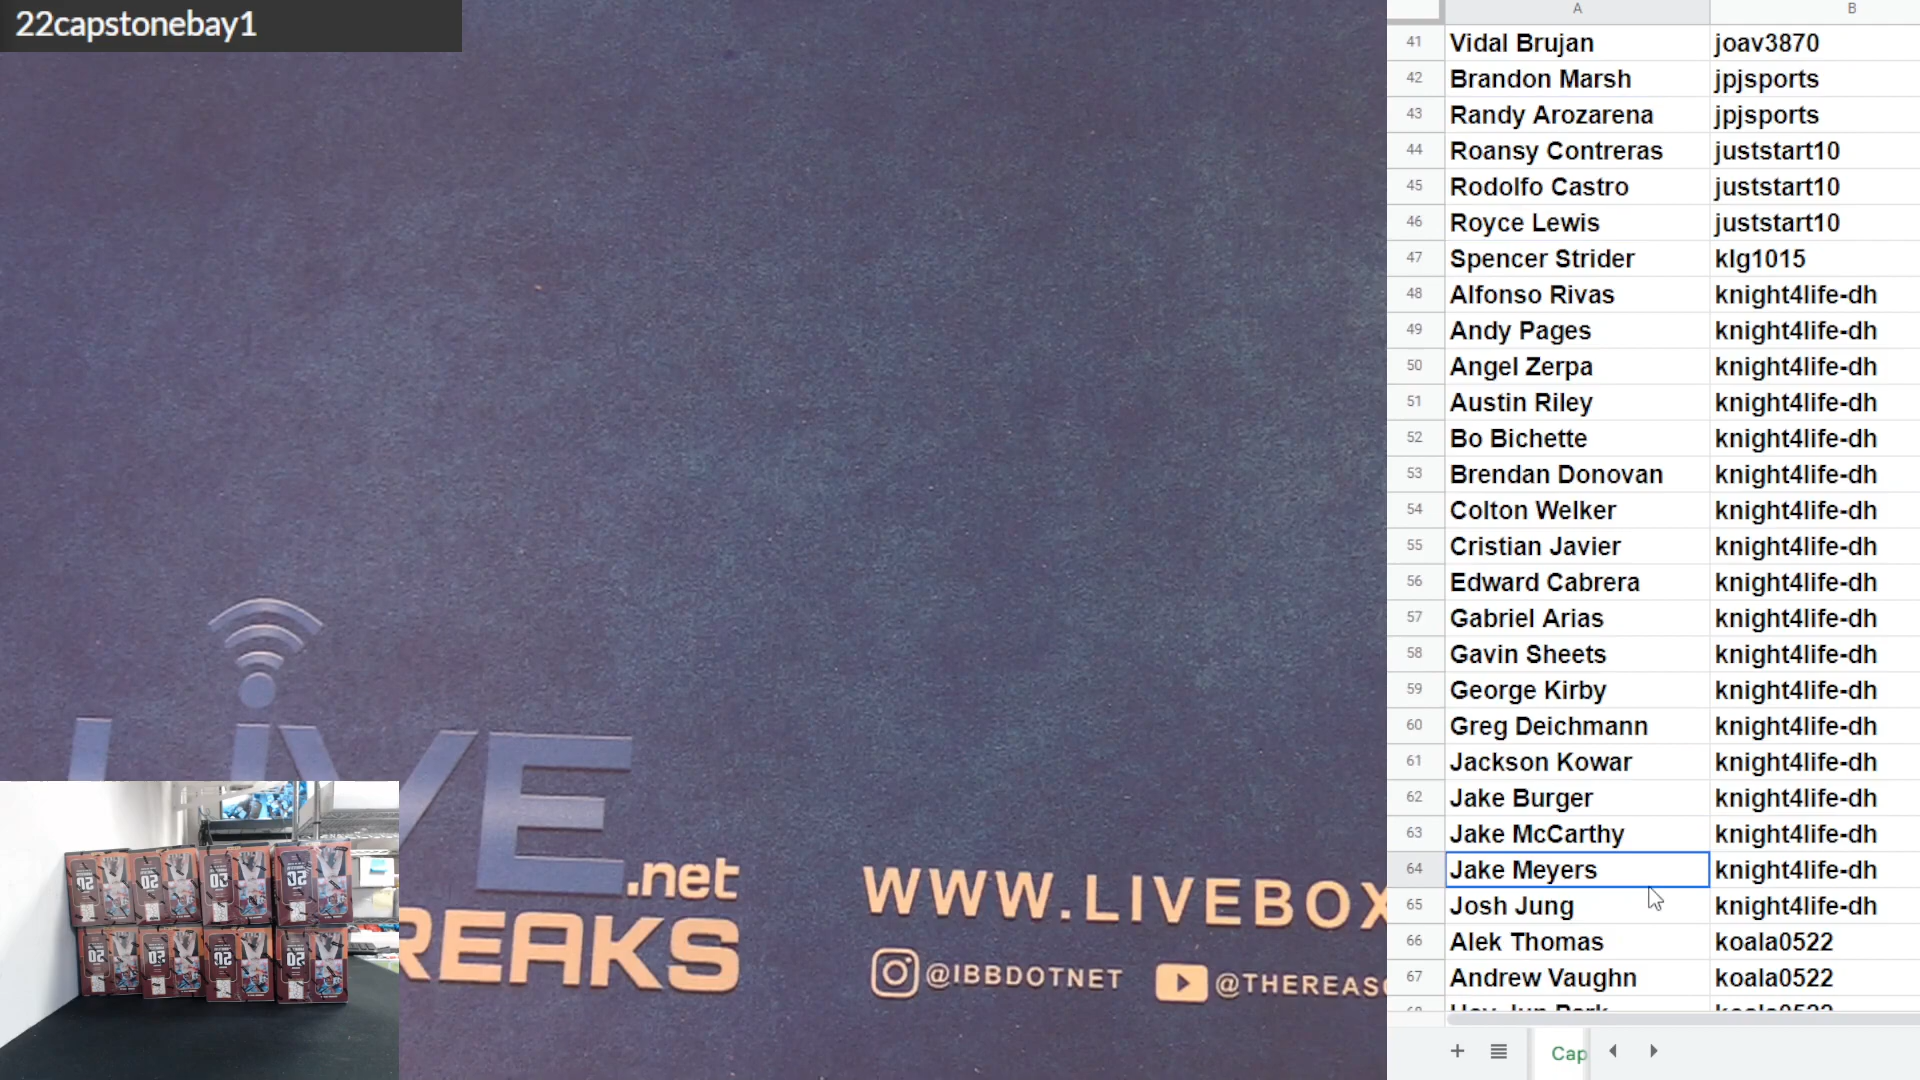 22capstonebay1
A B
41 Vidal Brujan joav3870
42 Brandon Marsh jpjsports
43 Randy Arozarena jpjsports
44 Roansy Contreras juststart10
45 Rodolfo Castro juststart10
46 Royce Lewis juststart10
47 Spencer Strider klg1015
48 Alfonso Rivas knight4life-dh
49 Andy Pages knight4life-dh
50 Angel Zerpa knight4life-dh
51 Austin Riley knight4life-dh
52 Bo Bichette knight4life-dh
53 Brendan Donovan knight4life-dh
54 Colton Welker knight4life-dh
55 Cristian Javier knight4life-dh
56 Edward Cabrera knight4life-dh
57 Gabriel Arias knight4life-dh
58 Gavin Sheets knight4life-dh
59 George Kirby knight4life-dh
60 Greg Deichmann knight4life-dh
61 Jackson Kowar knight4life-dh
62 Jake Burger knight4life-dh
63 Jake McCarthy knight4life-dh
64 Jake Meyers knight4life-dh
65 Josh Jung knight4life-dh
66 Alek Thomas koala0522
67 Andrew Vaughn koala0522
Cap
LIVE
.net
REAKS
WWW.LIVEBOX
@IBBDOTNET @THEREAS